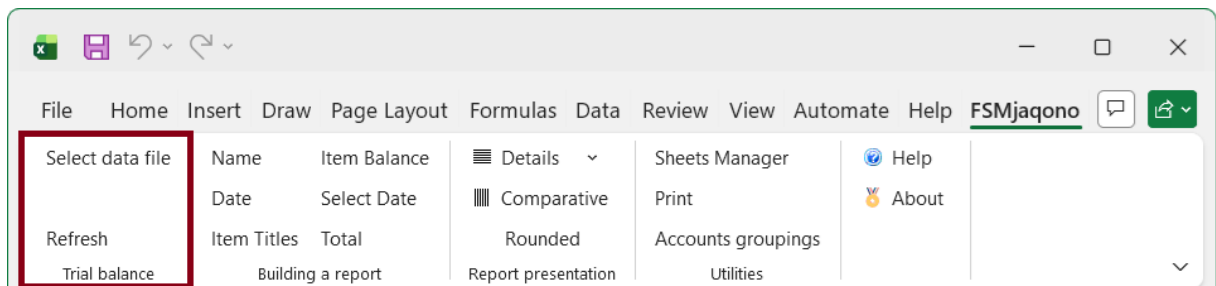 File Home Insert Draw Page Layout Formulas Data Review View Automate Help FSMjaqono
Select data file Name Item Balance Details Sheets Manager Help
Date Select Date Comparative Print About
Refresh Item Titles Total Rounded Accounts groupings
Trial balance Building a report Report presentation Utilities